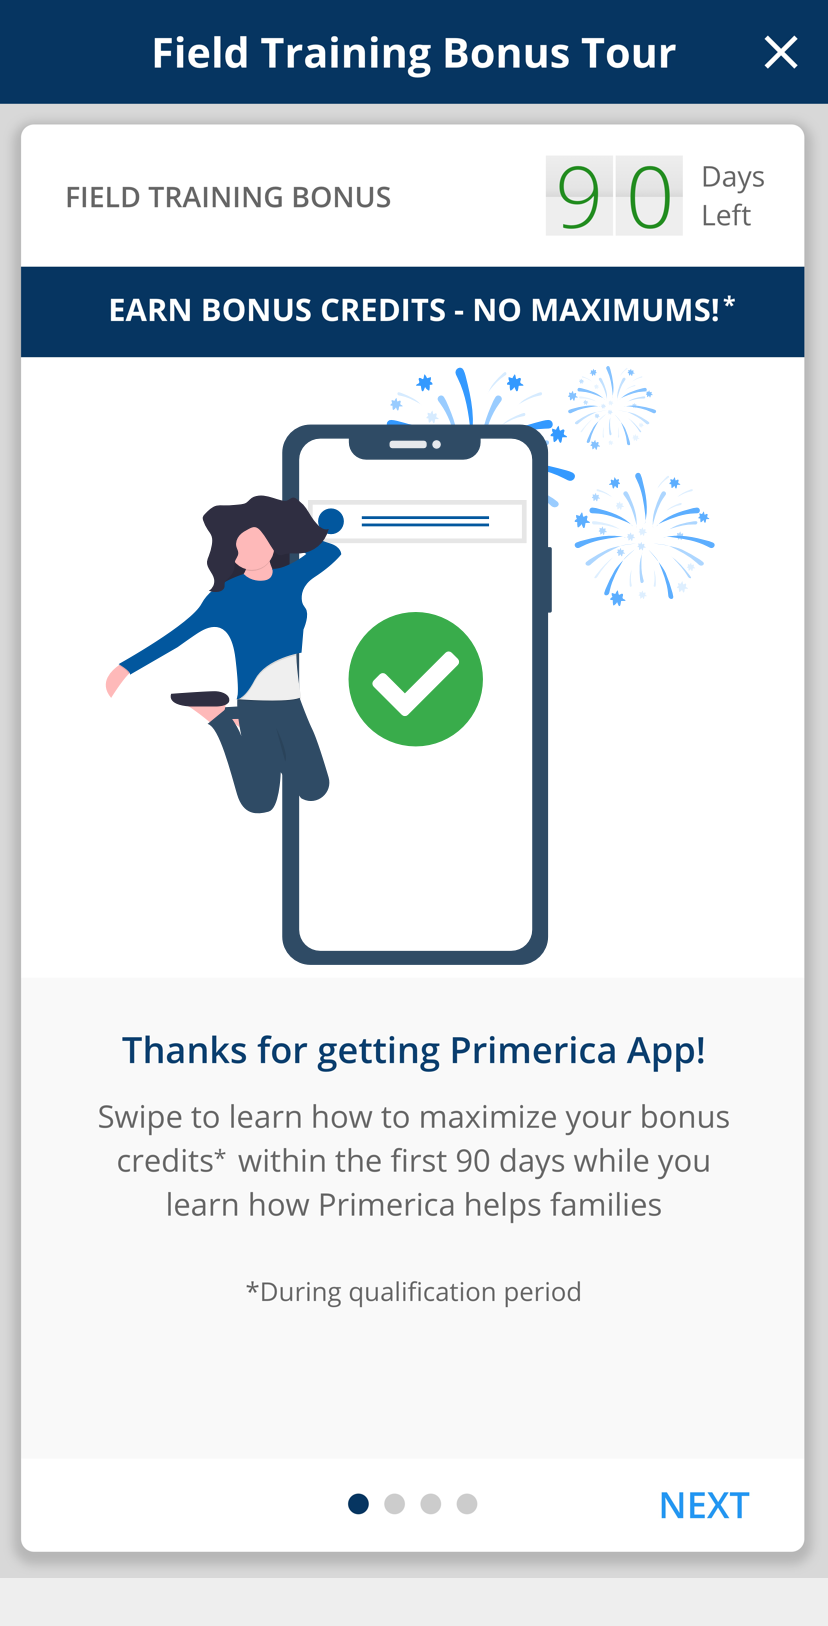 Field Training Bonus Tour
FIELD TRAINING BONUS
90
Days
Left
EARN BONUS CREDITS - NO MAXIMUMS!*
Thanks for getting Primerica App!
Swipe to learn how to maximize your bonus
credits* within the first 90 days while you
learn how Primerica helps families
*During qualification period
NEXT